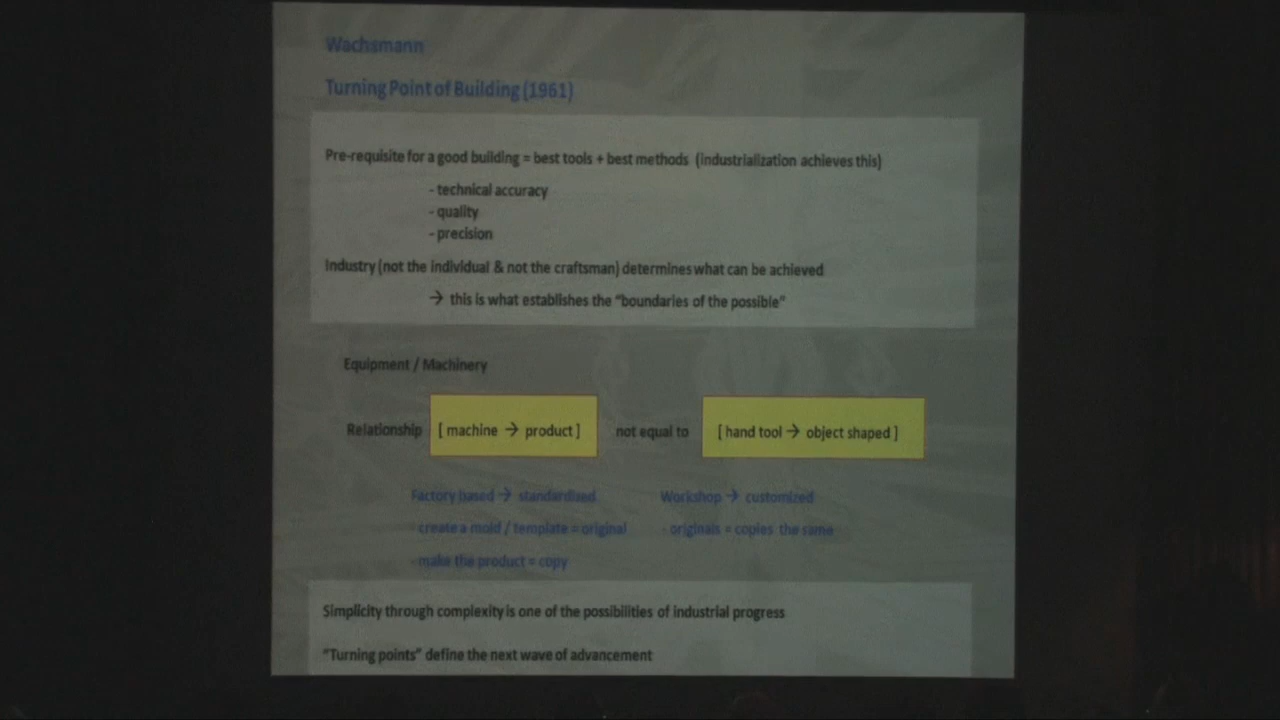 Wachsmann
Turning Point of Building (1961)
Pre-requisite for a good building = best tools + best methods (industrialization achieves this)
- technical accuracy
- quality
- precision
Industry (not the individual & not the craftsman) determines what can be achieved
→ this is what establishes the "boundaries of the possible"
Equipment / Machinery
Relationship [ machine → product ] not equal to [ hand tool → object shaped ]
Factory based → standardized Workshop → customized
- create a mold / template = original - originals = copies the same
- make the product = copy
Simplicity through complexity is one of the possibilities of industrial progress
"Turning points" define the next wave of advancement